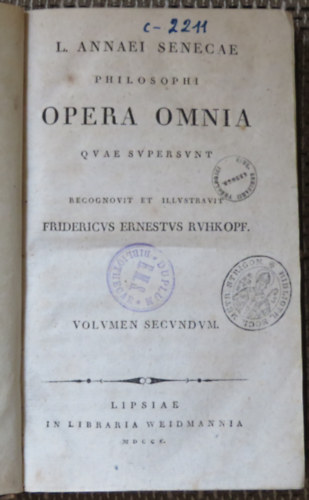 C-2211
L. ANNAEI SENECAE
PHILOSOPHI
OPERA OMNIA
QVAE SVPERSVNT
RECOGNOVIT ET ILLVSTRAVIT
FRIDERICVS ERNESTVS RVHKOPF.
DUPLUM
VOLVMEN SECVNDVM.
LIPSIAE
IN LIBRARIA WEIDMANNIA